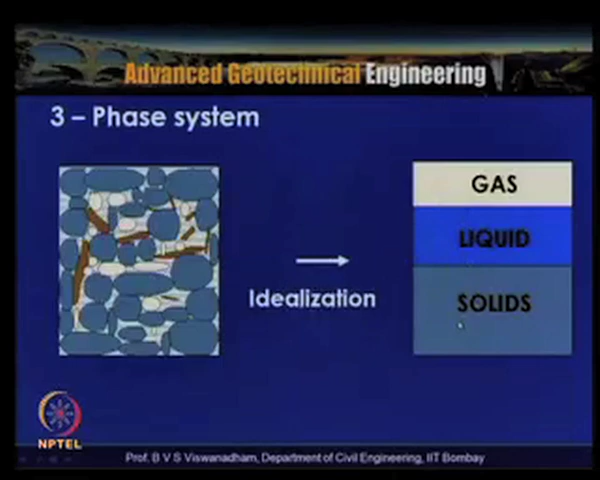 Advanced Geotechnical Engineering
3 – Phase system
GAS
LIQUID
SOLIDS
Idealization
NPTEL
Prof. B V S Viswanadham, Department of Civil Engineering, IIT Bombay